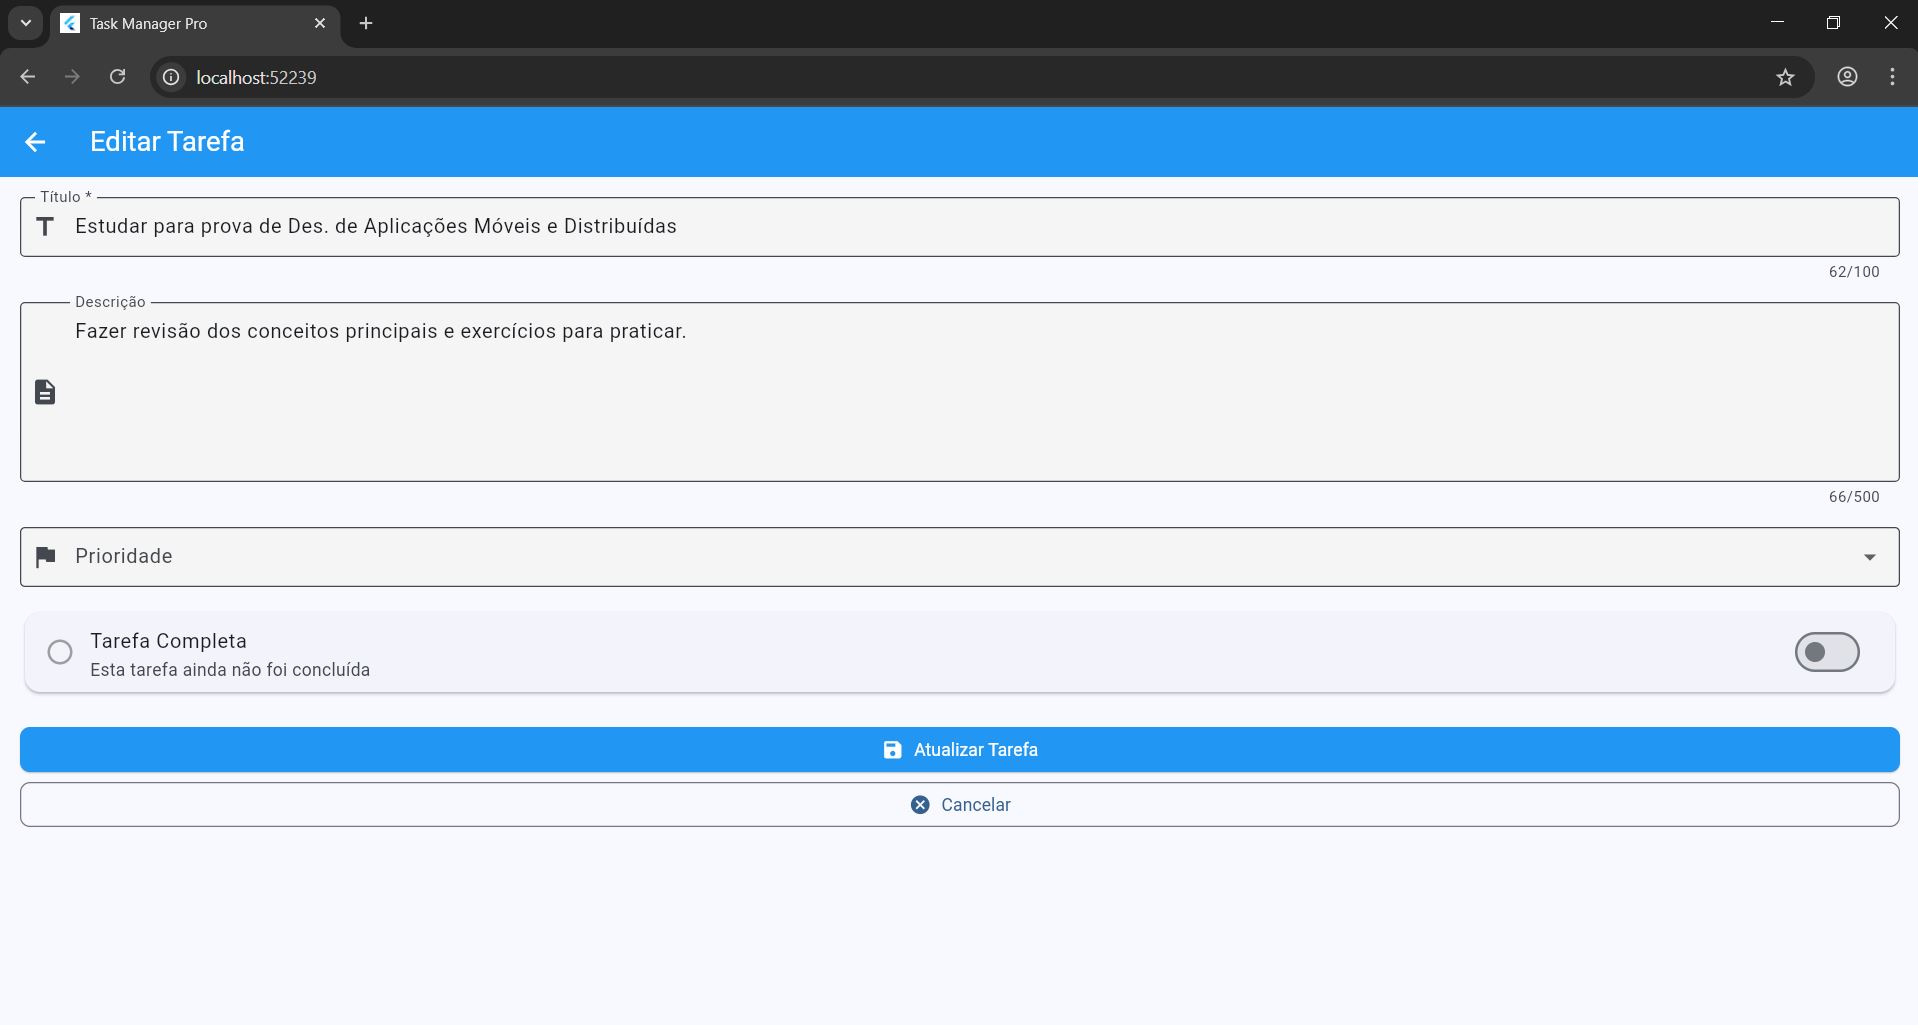 Task Manager Pro
localhost:52239
Editar Tarefa
Título *
Estudar para prova de Des. de Aplicações Móveis e Distribuídas
62/100
Descrição
Fazer revisão dos conceitos principais e exercícios para praticar.
66/500
Prioridade
Tarefa Completa
Esta tarefa ainda não foi concluída
Atualizar Tarefa
Cancelar